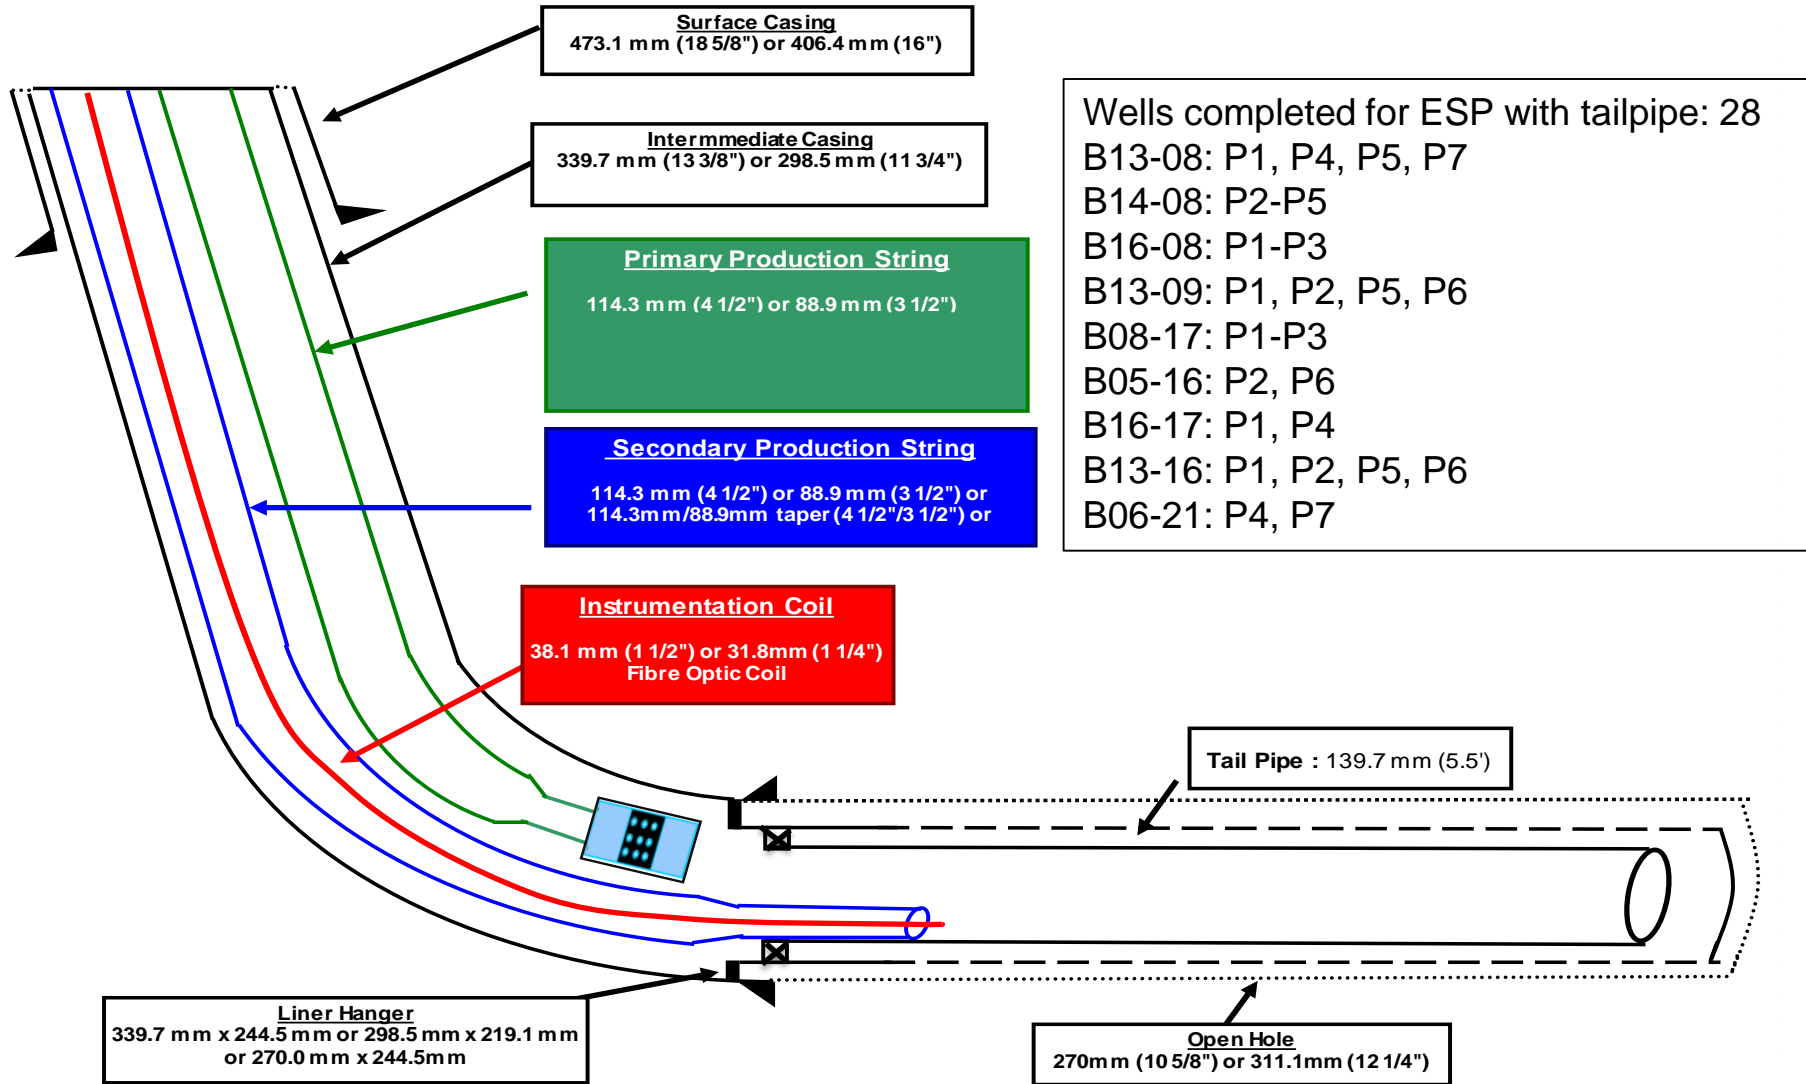 Surface Casing
473.1 mm (18 5/8") or 406.4 mm (16")
Intermmediate Casing
339.7 mm (13 3/8") or 298.5 mm (11 3/4")
Primary Production String
114.3 mm (4 1/2") or 88.9 mm (3 1/2")
Secondary Production String
114.3 mm (4 1/2") or 88.9 mm (3 1/2") or
114.3mm/88.9mm taper (4 1/2"/3 1/2") or
Instrumentation Coil
38.1 mm (1 1/2") or 31.8mm (1 1/4")
Fibre Optic Coil
Wells completed for ESP with tailpipe: 28
B13-08: P1, P4, P5, P7
B14-08: P2-P5
B16-08: P1-P3
B13-09: P1, P2, P5, P6
B08-17: P1-P3
B05-16: P2, P6
B16-17: P1, P4
B13-16: P1, P2, P5, P6
B06-21: P4, P7
Tail Pipe : 139.7 mm (5.5')
Liner Hanger
339.7 mm x 244.5 mm or 298.5 mm x 219.1 mm
or 270.0 mm x 244.5mm
Open Hole
270mm (10 5/8") or 311.1mm (12 1/4")